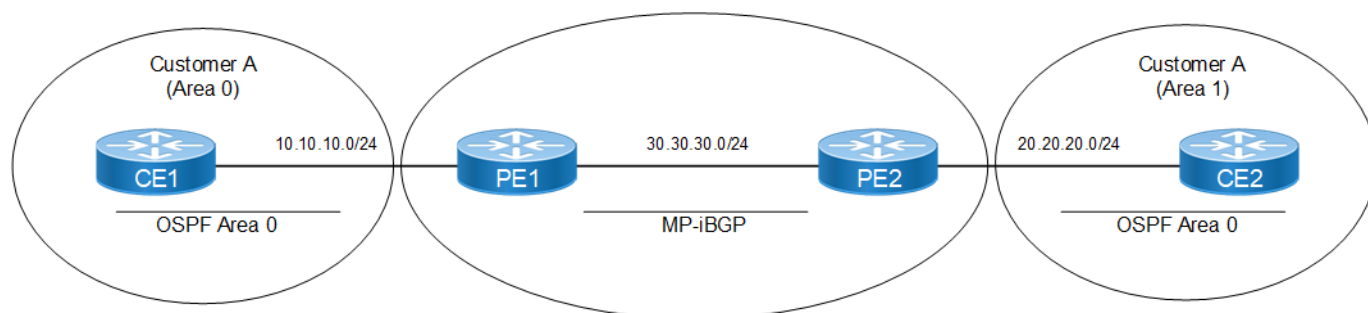 Customer A
(Area 0)
Customer A
(Area 1)
10.10.10.0/24
30.30.30.0/24
20.20.20.0/24
CE1
PE1
PE2
CE2
OSPF Area 0
MP-iBGP
OSPF Area 0